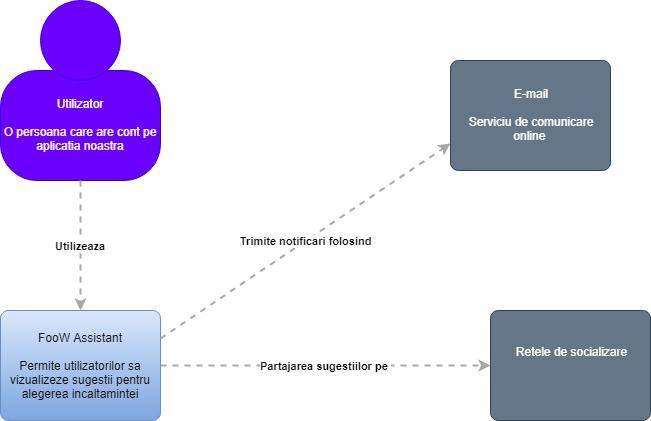 Utilizator
O persoana care are cont pe
aplicatia noastra
E-mail
Serviciu de comunicare
online
Utilizeaza
Trimite notificari folosind
FooW Assistant
Permite utilizatorilor sa
vizualizeze sugestii pentru
alegerea incaltamintei
Partajarea sugestiilor pe
Retele de socializare